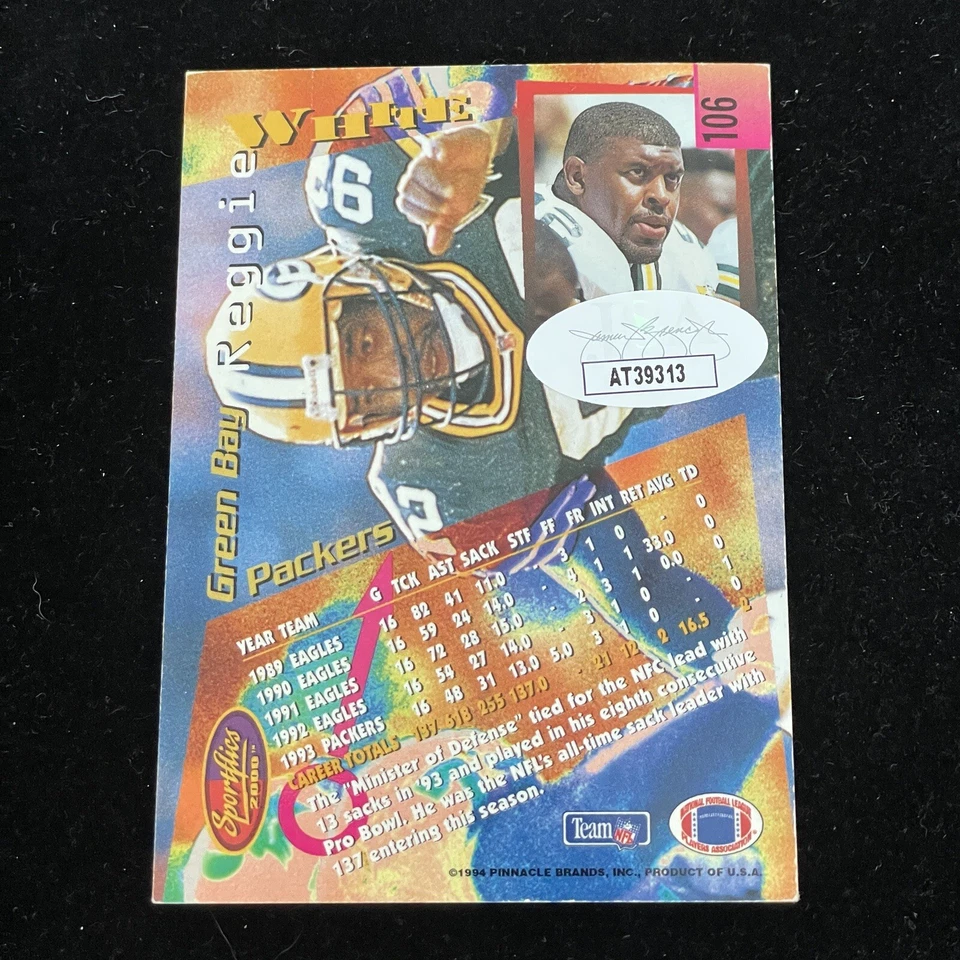 Reggie WHITE
Green Bay
Packers
106
AT39313
YEAR TEAM G TCK AST SACK STF FF FR INT RET AVG TD
1989 EAGLES 16 82 41 11.0 - 3 1 0 - 0
1990 EAGLES 16 59 24 14.0 - 4 1 1 33.0 0
1991 EAGLES 16 72 28 15.0 - 2 3 1 0.0 0
1992 EAGLES 16 54 27 14.0 - 3 1 0 - 1
1993 PACKERS 16 48 31 13.0 5.0 3 1 0 - 0
CAREER TOTALS 137 618 255 137.0 - 21 12 2 16.5 2
The "Minister of Defense" tied for the NFC lead with
13 sacks in '93 and played in his eighth consecutive
Pro Bowl. He was the NFL's all-time sack leader with
137 entering this season.
Sportflics
2000™
Team NFL
NATIONAL FOOTBALL LEAGUE
PLAYERS ASSOCIATION
©1994 PINNACLE BRANDS, INC., PRODUCT OF U.S.A.